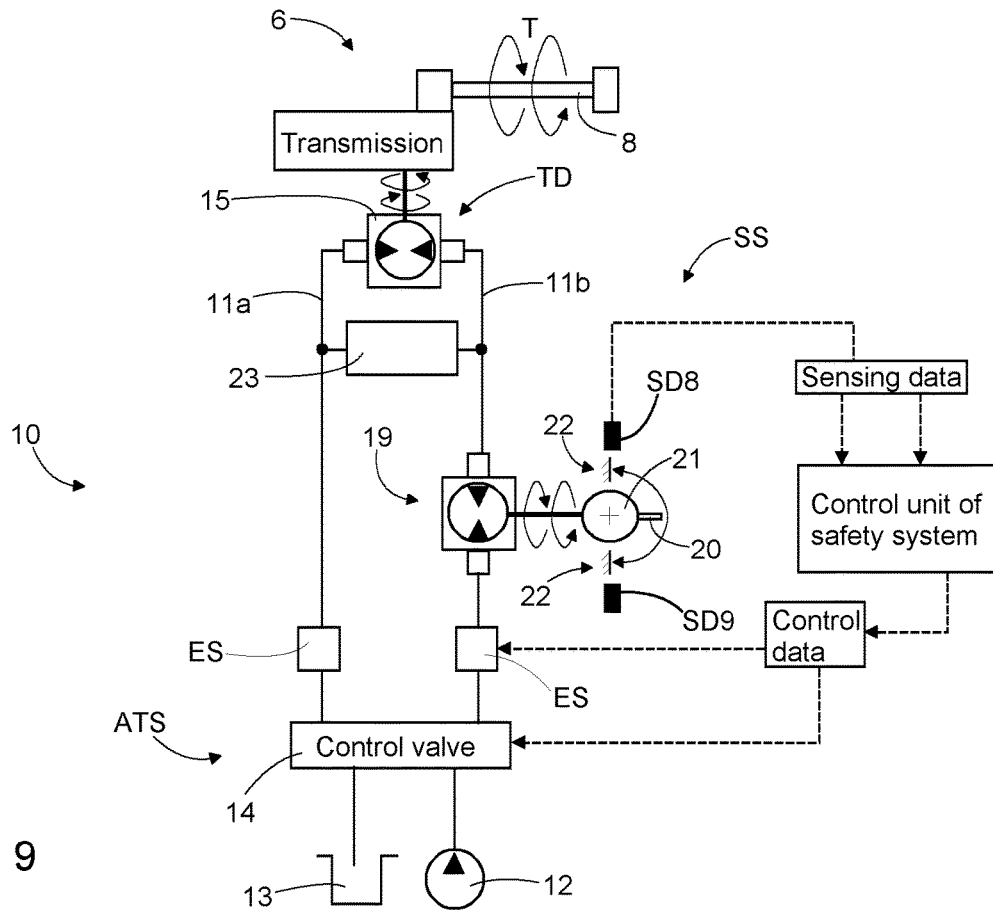 6
T
8
Transmission
15
TD
SS
11a
11b
23
Sensing data
SD8
10
19
22
21
Control unit of
safety system
20
22
SD9
ES
Control
data
ES
ATS
Control valve
14
9
13
12